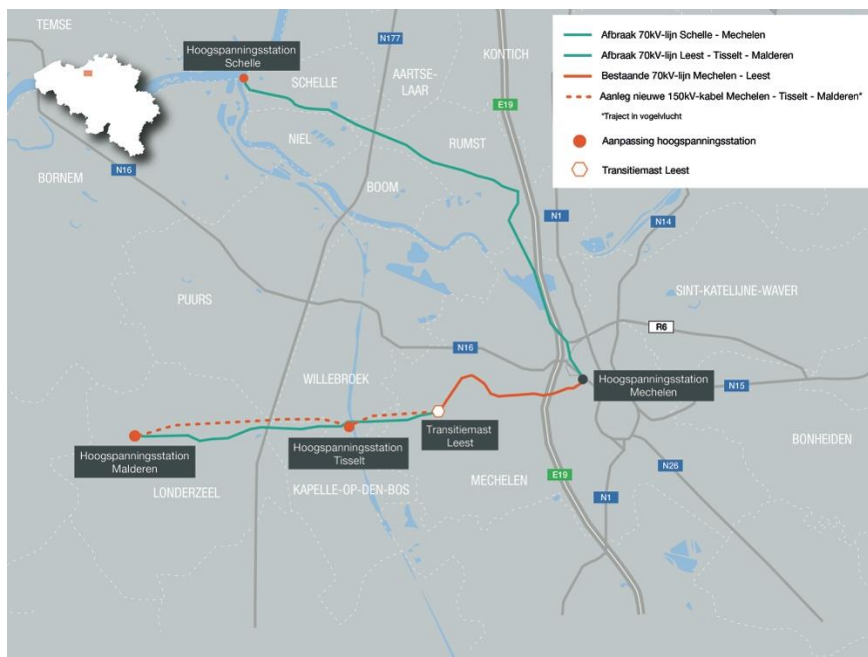 TEMSE
Hoogspanningsstation
Schelle
N177
KONTICH
SCHELLE
AARTSE-
LAAR
E19
NIEL
RUMST
N16
BORNEM
BOOM
N1
N14
PUURS
SINT-KATELIJNE-WAVER
R6
N16
WILLEBROEK
Hoogspanningsstation
Mechelen
N15
Transitiemast
Leest
Hoogspanningsstation
Malderen
Hoogspanningsstation
Tisselt
BONHEIDEN
LONDERZEEL
KAPELLE-OP-DEN-BOS
MECHELEN
E19
N26
N1
Afbraak 70kV-lijn Schelle - Mechelen
Afbraak 70kV-lijn Leest - Tisselt - Malderen
Bestaande 70kV-lijn Mechelen - Leest
Aanleg nieuwe 150kV-kabel Mechelen - Tisselt - Malderen*
*Traject in vogelvlucht
Aanpassing hoogspanningsstation
Transitiemast Leest